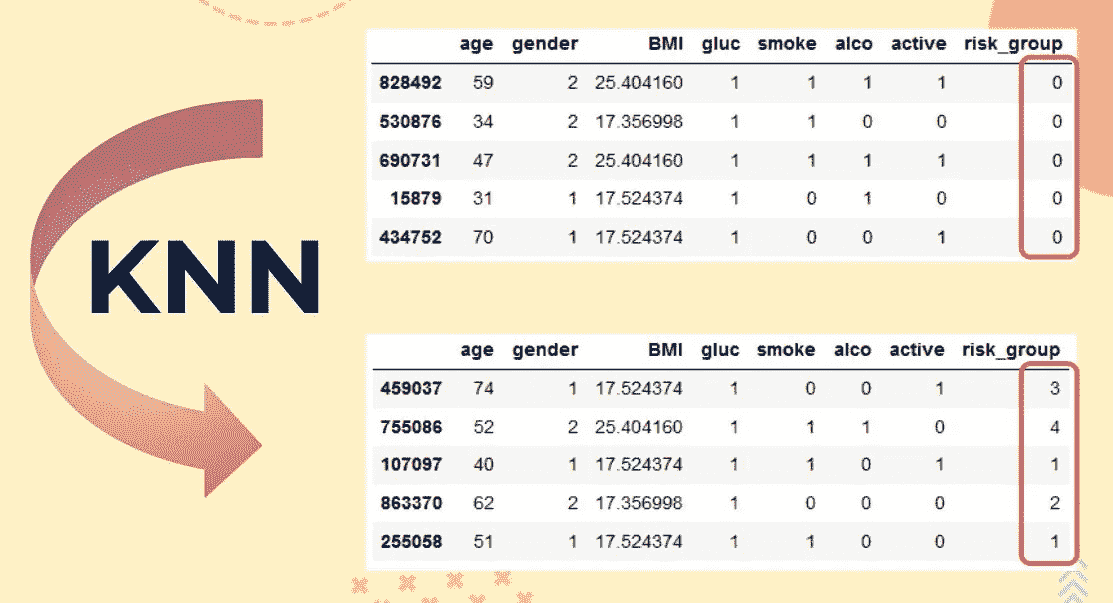 age gender BMI gluc smoke alco active risk_group
828492 59 2 25.404160 1 1 1 1 0
530876 34 2 17.356998 1 1 0 0 0
690731 47 2 25.404160 1 1 1 1 0
15879 31 1 17.524374 1 0 1 0 0
434752 70 1 17.524374 1 0 0 1 0
KNN
age gender BMI gluc smoke alco active risk_group
459037 74 1 17.524374 1 0 0 1 3
755086 52 2 25.404160 1 1 1 0 4
107097 40 1 17.524374 1 1 0 1 1
863370 62 2 17.356998 1 0 0 0 2
255058 51 1 17.524374 1 1 0 0 1